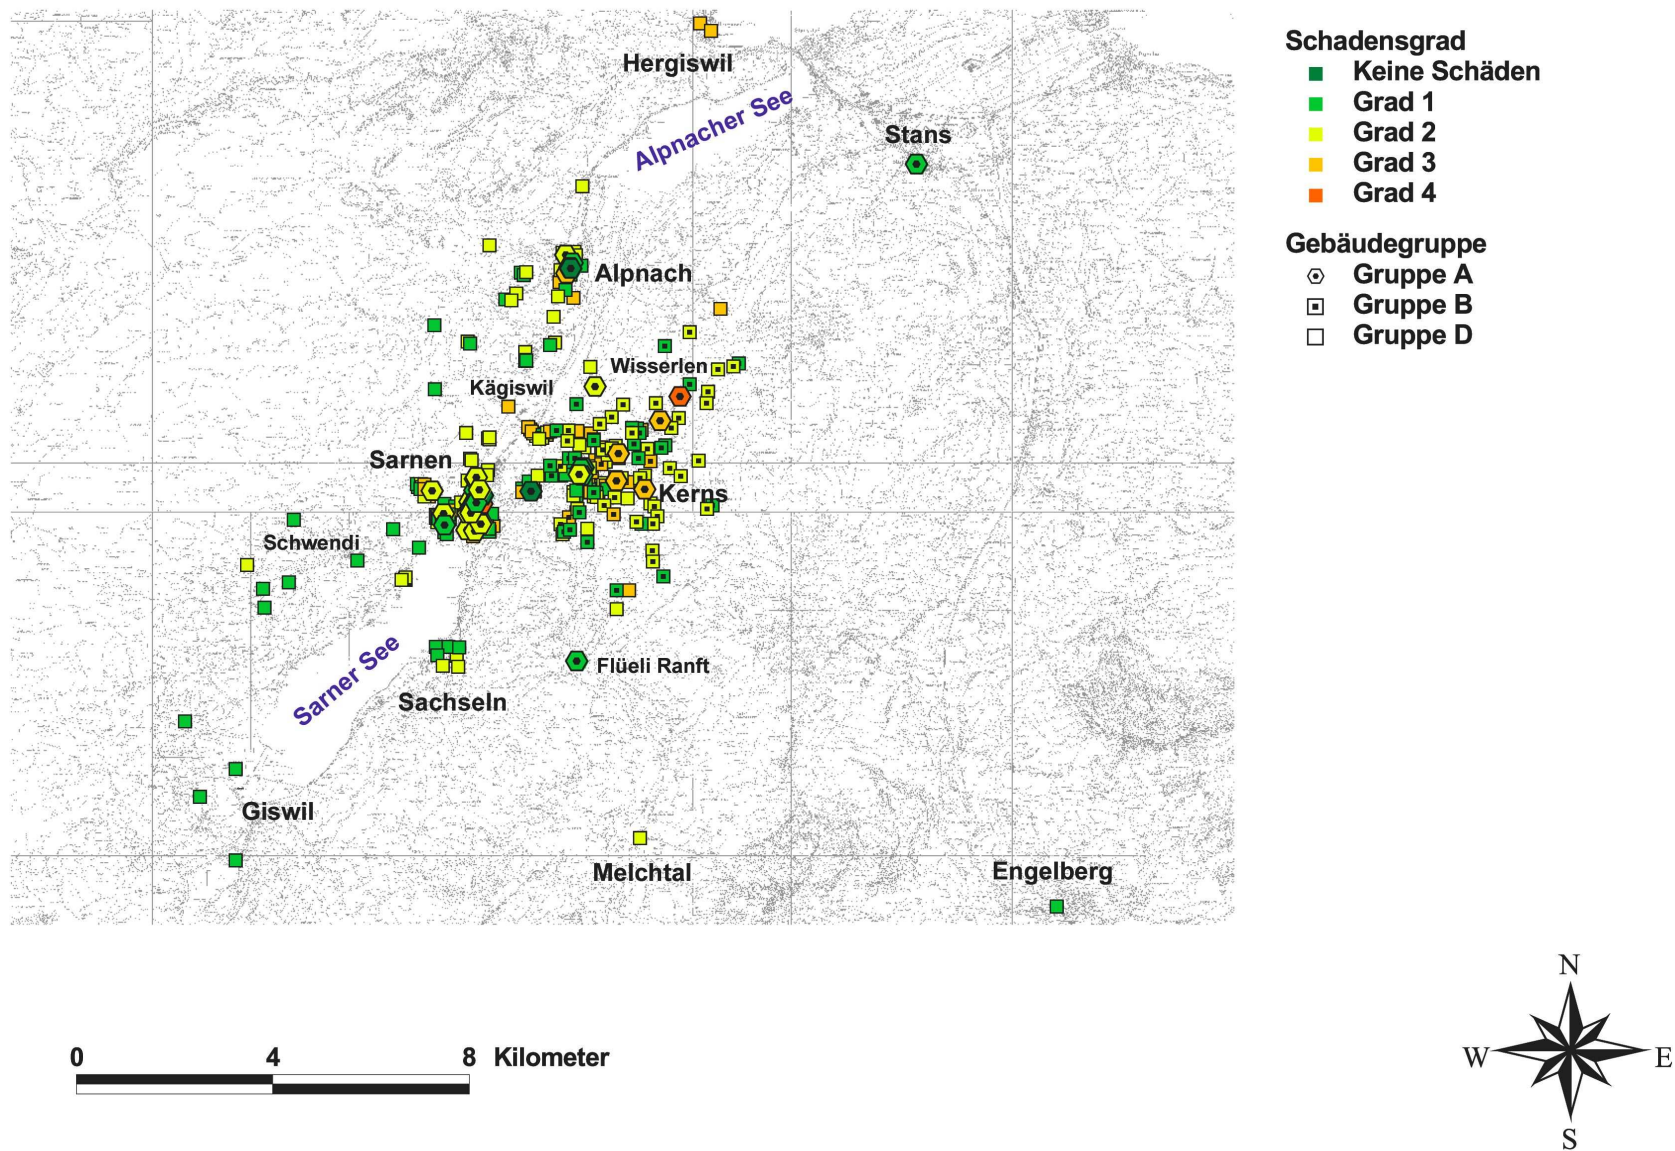 Hergiswil
Alpnacher See
Stans
Alpnach
Wisserlen
Kägiswil
Sarnen
Kerns
Schwendi
Flüeli Ranft
Sarner See
Sachseln
Giswil
Melchtal
Engelberg
Schadensgrad
Keine Schäden
Grad 1
Grad 2
Grad 3
Grad 4
Gebäudegruppe
Gruppe A
Gruppe B
Gruppe D
0 4 8 Kilometer
N
W E
S